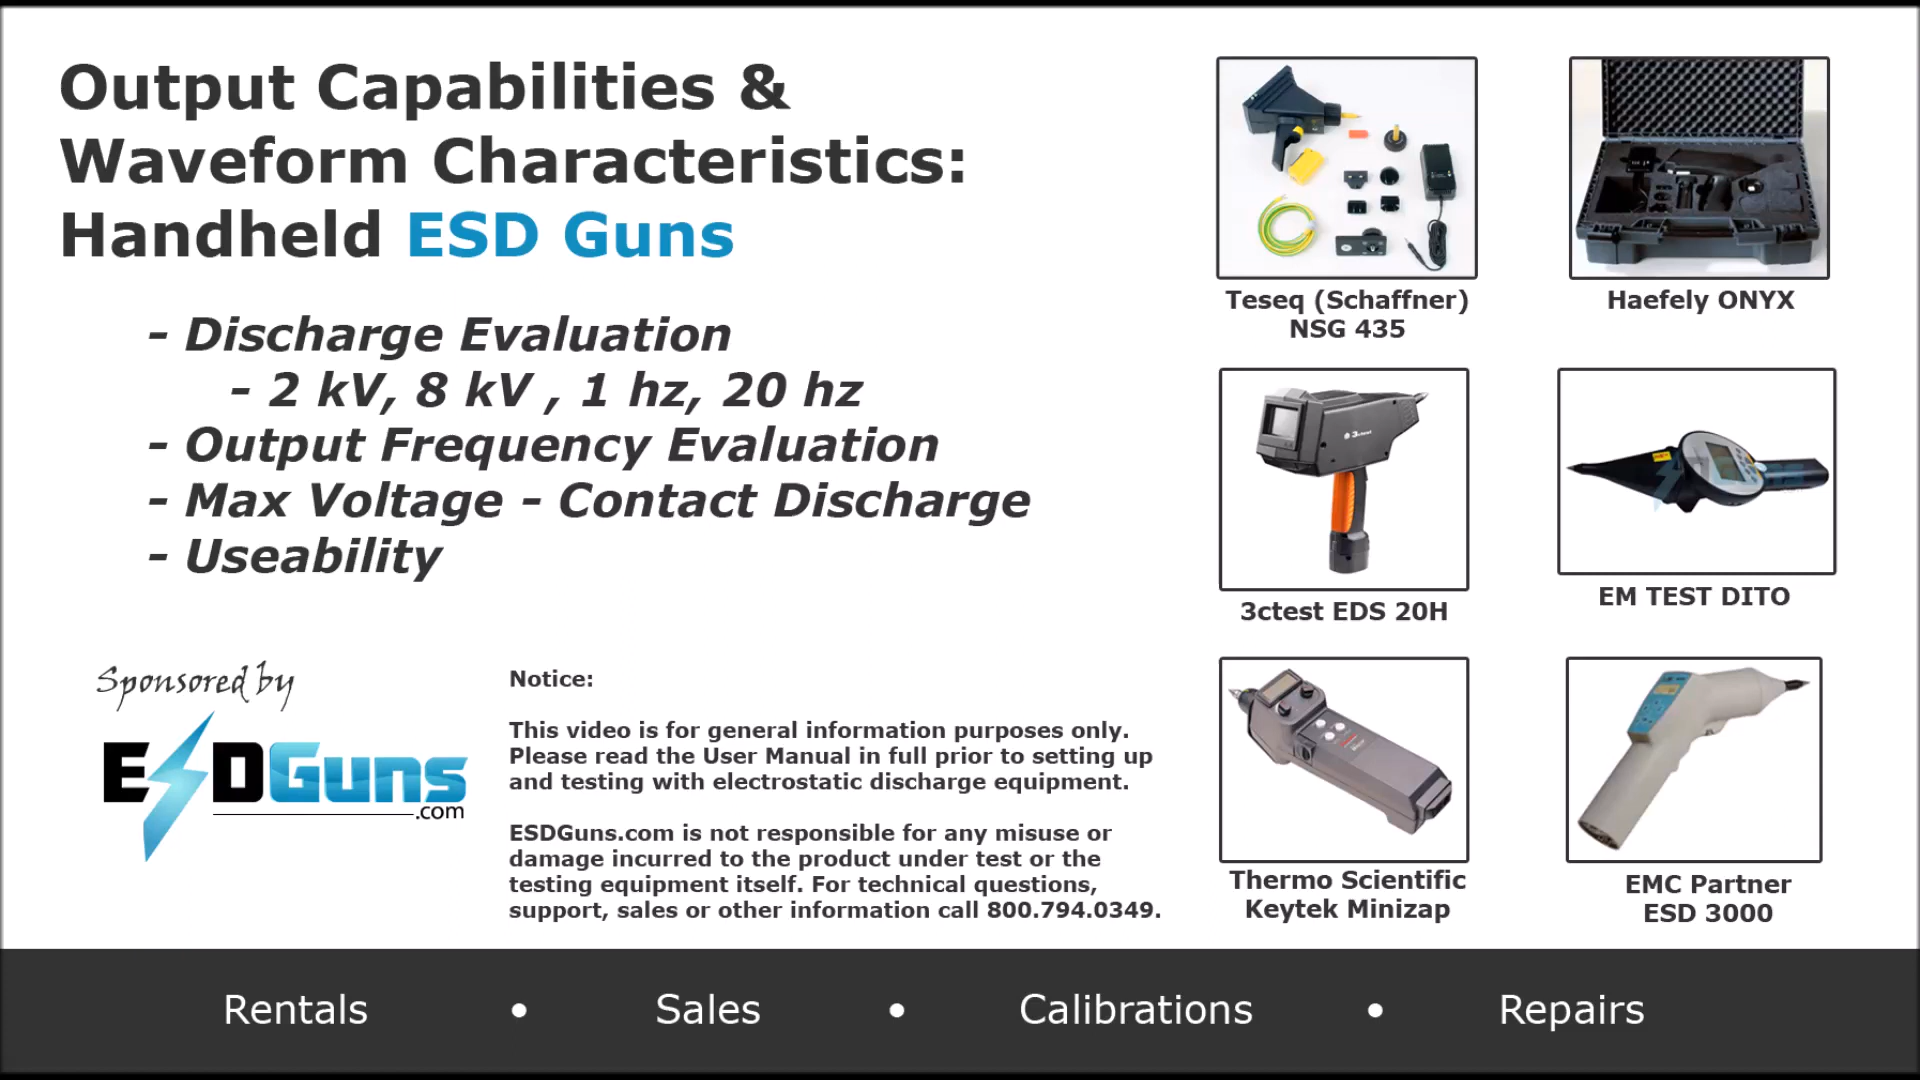 Output Capabilities &
Waveform Characteristics:
Handheld ESD Guns
- Discharge Evaluation
- 2 kV, 8 kV , 1 hz, 20 hz
- Output Frequency Evaluation
- Max Voltage - Contact Discharge
- Useability
Sponsored by
ESDGuns
.com
Notice:
This video is for general information purposes only.
Please read the User Manual in full prior to setting up
and testing with electrostatic discharge equipment.
ESDGuns.com is not responsible for any misuse or
damage incurred to the product under test or the
testing equipment itself. For technical questions,
support, sales or other information call 800.794.0349.
Teseq (Schaffner)
NSG 435
Haefely ONYX
3ctest
3ctest EDS 20H
EM TEST DITO
Thermo Scientific
Keytek Minizap
EMC Partner
ESD 3000
Rentals • Sales • Calibrations • Repairs